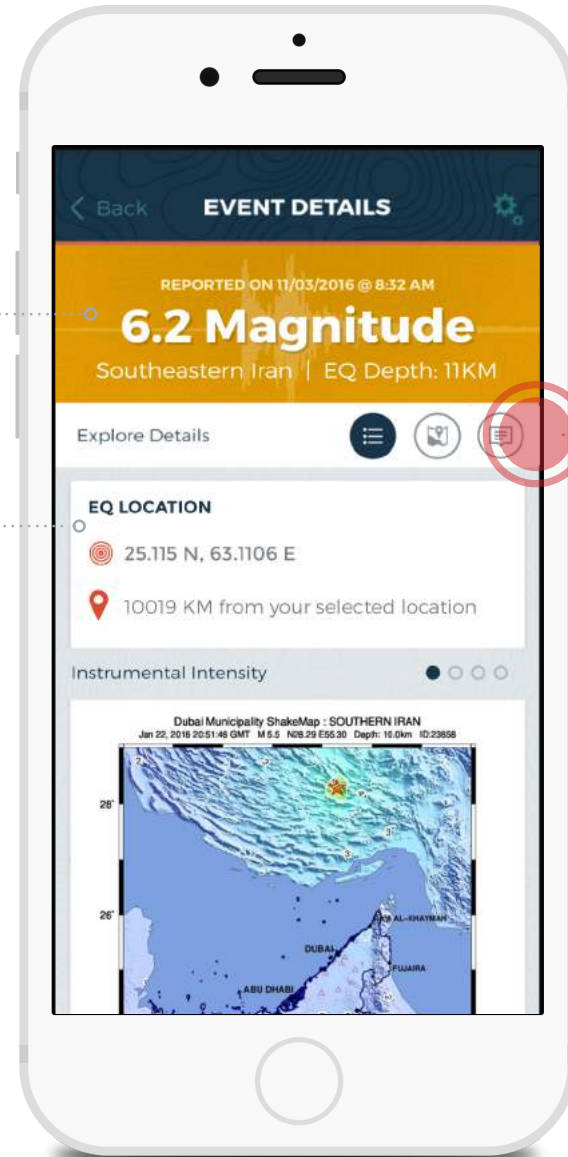 Back
EVENT DETAILS
REPORTED ON 11/03/2016 @ 8:32 AM
6.2 Magnitude
Southeastern Iran | EQ Depth: 11KM
Explore Details
EQ LOCATION
25.115 N, 63.1106 E
10019 KM from your selected location
Instrumental Intensity
Dubai Municipality ShakeMap : SOUTHERN IRAN
Jan 22, 2016 20:51:46 GMT M 5.5 N28.29 E55.30 Depth: 10.0km ID:23658
28°
26°
DUBAI
AL-KHAYMAH
FUJAIRA
ABU DHABI